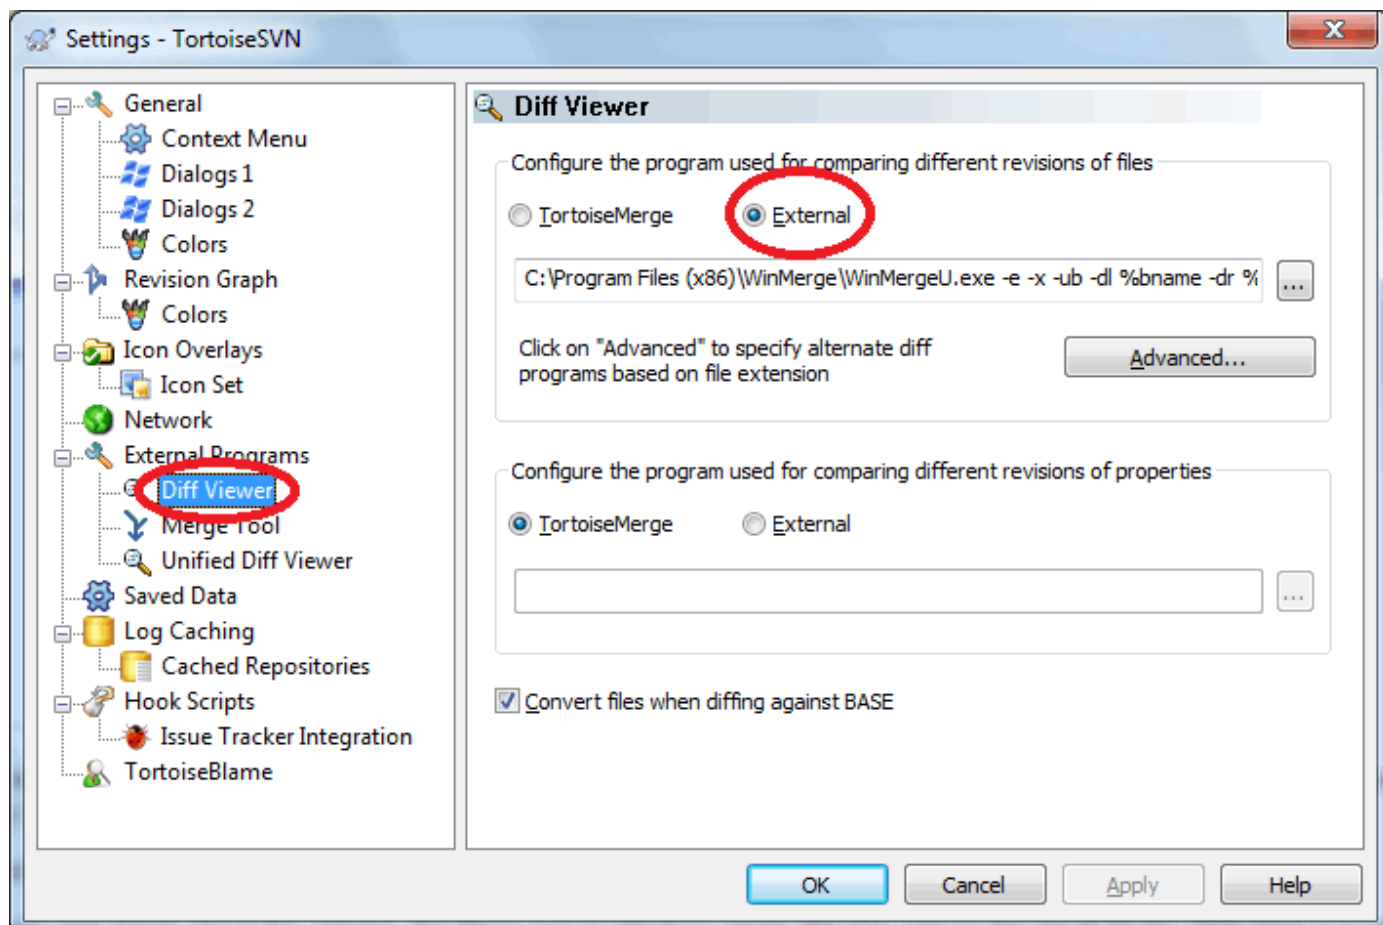 Settings - TortoiseSVN
General
Context Menu
Dialogs 1
Dialogs 2
Colors
Revision Graph
Colors
Icon Overlays
Icon Set
Network
External Programs
Diff Viewer
Merge Tool
Unified Diff Viewer
Saved Data
Log Caching
Cached Repositories
Hook Scripts
Issue Tracker Integration
TortoiseBlame
Diff Viewer
Configure the program used for comparing different revisions of files
TortoiseMerge External
C:\Program Files (x86)\WinMerge\WinMergeU.exe -e -x -ub -dl %bname -dr % ...
Click on "Advanced" to specify alternate diff
programs based on file extension
Advanced...
Configure the program used for comparing different revisions of properties
TortoiseMerge External
...
Convert files when diffing against BASE
OK Cancel Apply Help